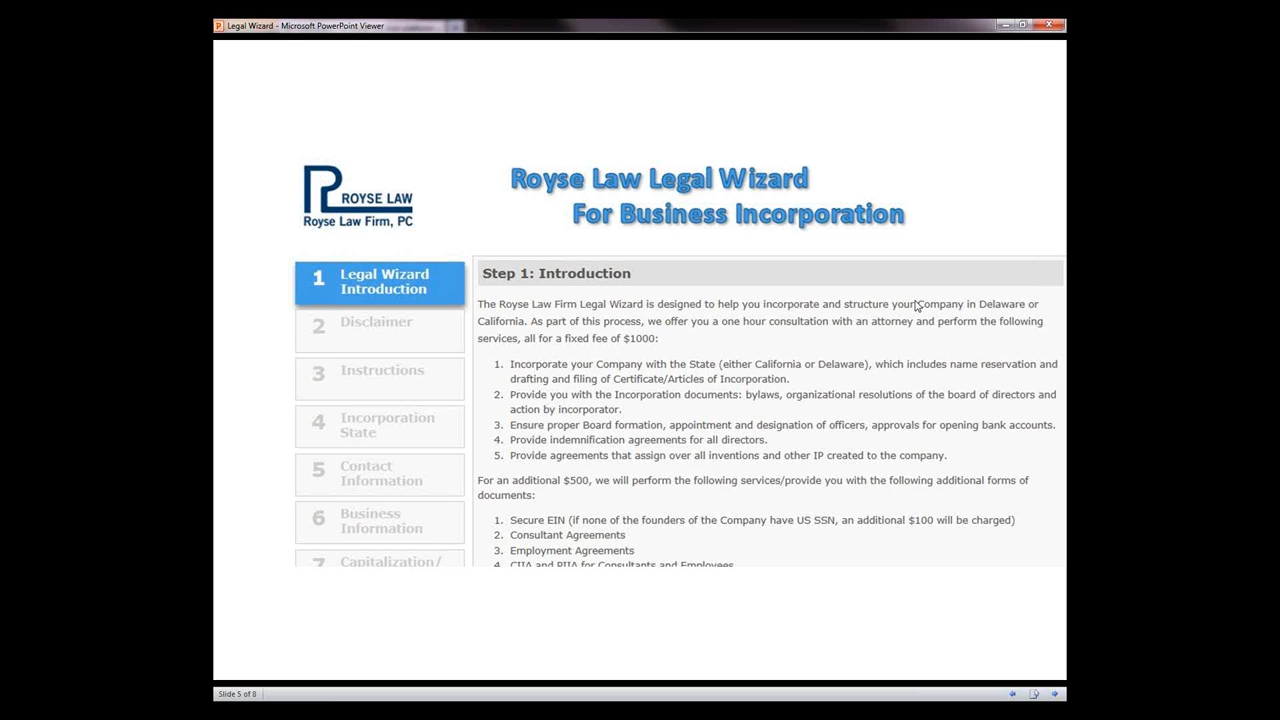 Legal Wizard - Microsoft PowerPoint Viewer
ROYSE LAW
Royse Law Firm, PC
Royse Law Legal Wizard
For Business Incorporation
1 Legal Wizard
Introduction
2 Disclaimer
3 Instructions
4 Incorporation
State
5 Contact
Information
6 Business
Information
7 Capitalization/
Step 1: Introduction
The Royse Law Firm Legal Wizard is designed to help you incorporate and structure your Company in Delaware or
California. As part of this process, we offer you a one hour consultation with an attorney and perform the following
services, all for a fixed fee of $1000:
1. Incorporate your Company with the State (either California or Delaware), which includes name reservation and
drafting and filing of Certificate/Articles of Incorporation.
2. Provide you with the Incorporation documents: bylaws, organizational resolutions of the board of directors and
action by incorporator.
3. Ensure proper Board formation, appointment and designation of officers, approvals for opening bank accounts.
4. Provide indemnification agreements for all directors.
5. Provide agreements that assign over all inventions and other IP created to the company.
For an additional $500, we will perform the following services/provide you with the following additional forms of
documents:
1. Secure EIN (if none of the founders of the Company have US SSN, an additional $100 will be charged)
2. Consultant Agreements
3. Employment Agreements
4. CIIA and PIIA for Consultants and Employees
Slide 5 of 8